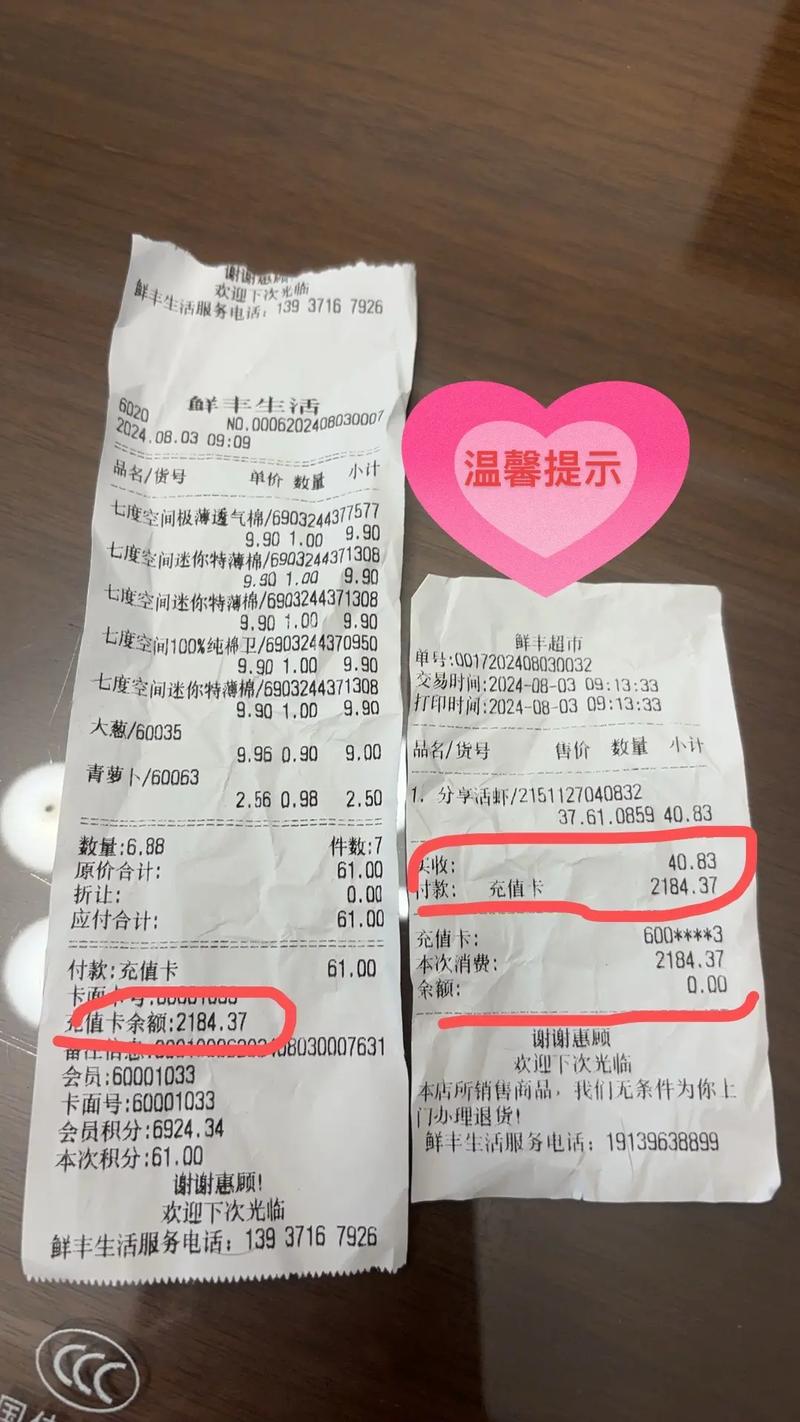 谢谢惠顾
欢迎下次光临
鲜丰生活服务电话：139 3716 7926
鲜丰生活
6020
NO.0006202408030007
2024.08.03 09:09
品名/货号 单价 数量 小计
七度空间极薄透气棉/6903244377577
9.90 1.00 9.90
七度空间迷你特薄棉/6903244371308
9.90 1.00 9.90
七度空间迷你特薄棉/6903244371308
9.90 1.00 9.90
七度空间100%纯棉卫/6903244370950
9.90 1.00 9.90
七度空间迷你特薄棉/6903244371308
9.90 1.00 9.90
大葱/60035
9.96 0.90 9.00
青萝卜/60063
2.56 0.98 2.50
数量:6.88 件数:7
原价合计: 61.00
折让: 0.00
应付合计: 61.00
付款:充值卡 61.00
卡面卡号:60001033
充值卡余额:2184.37
备注信息:
会员:60001033
卡面号:60001033
会员积分:6924.34
本次积分:61.00
谢谢惠顾!
欢迎下次光临
鲜丰生活服务电话：139 3716 7926
温馨提示
鲜丰超市
单号:0017202408030032
交易时间:2024-08-03 09:13:33
打印时间:2024-08-03 09:13:33
品名/货号 售价 数量 小计
1. 分享活虾/2151127040832
37.61.0859 40.83
实收: 40.83
付款: 充值卡 2184.37
充值卡: 600****3
本次消费: 2184.37
余额: 0.00
谢谢惠顾
欢迎下次光临
本店所销售商品，我们无条件为你上
门办理退货!
鲜丰生活服务电话：19139638899
CCC